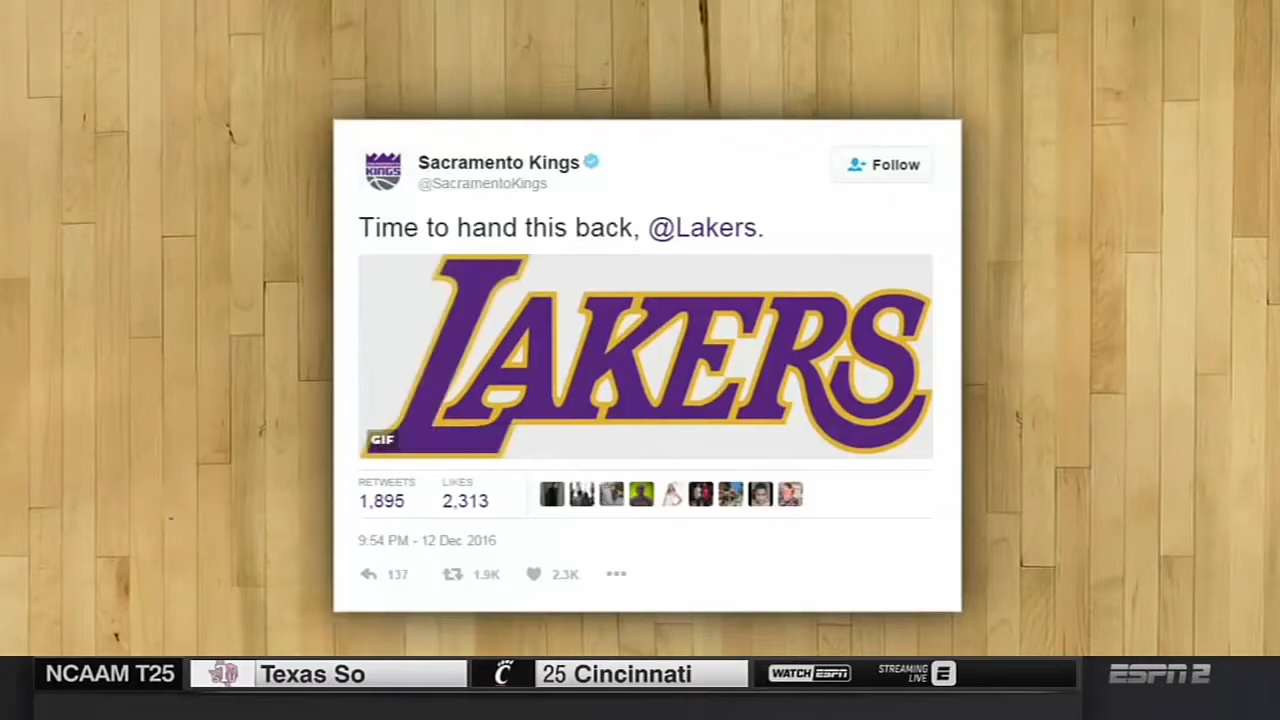 KINGS
Sacramento Kings
Follow
@SacramentoKings
Time to hand this back, @Lakers.
LAKERS
GIF
RETWEETS LIKES
1,895 2,313
9:54 PM - 12 Dec 2016
137 1.9K 2.3K •••
NCAAM T25 Texas So C 25 Cincinnati WATCH ESPN STREAMING LIVE E ESPN2